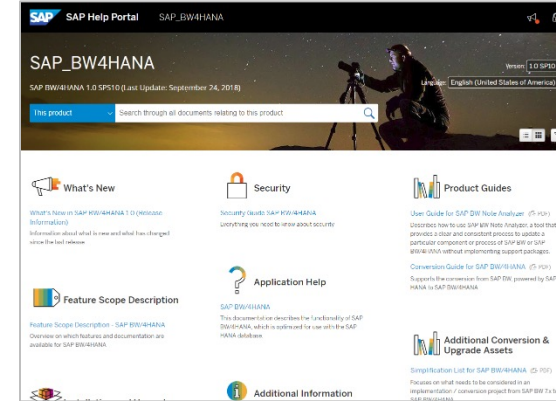 SAP SAP Help Portal SAP_BW4HANA
SAP_BW4HANA
SAP BW/4HANA 1.0 SPS10 (Last Update: September 24, 2018)
Version: 1.0 SPS10
Language: English (United States of America)
This product
Search through all documents relating to this product
What's New
What's New in SAP BW/4HANA 1.0 (Release
Information)
Information about what is new and what has changed
since the last release
Feature Scope Description
Feature Scope Description - SAP BW/4HANA
Overview on which features and documentation are
available for SAP BW/4HANA
Security
Security Guide SAP BW/4HANA
Everything you need to know about security
Application Help
SAP BW/4HANA
This documentation describes the functionality of SAP
BW/4HANA, which is optimized for use with the SAP
HANA database
Additional Information
Product Guides
User Guide for SAP BW Note Analyzer (PDF)
Describes how to use SAP BW Note Analyzer, a tool that
provides a clear and consistent process to update a
particular component or process of SAP BW or SAP
BW/4HANA without implementing support packages.
Conversion Guide for SAP BW/4HANA (PDF)
Supports the conversion from SAP BW, powered by SAP
HANA to SAP BW/4HANA
Additional Conversion &
Upgrade Assets
Simplification List for SAP BW/4HANA (PDF)
Focuses on what needs to be considered in an
implementation / conversion project from SAP BW 7.x to